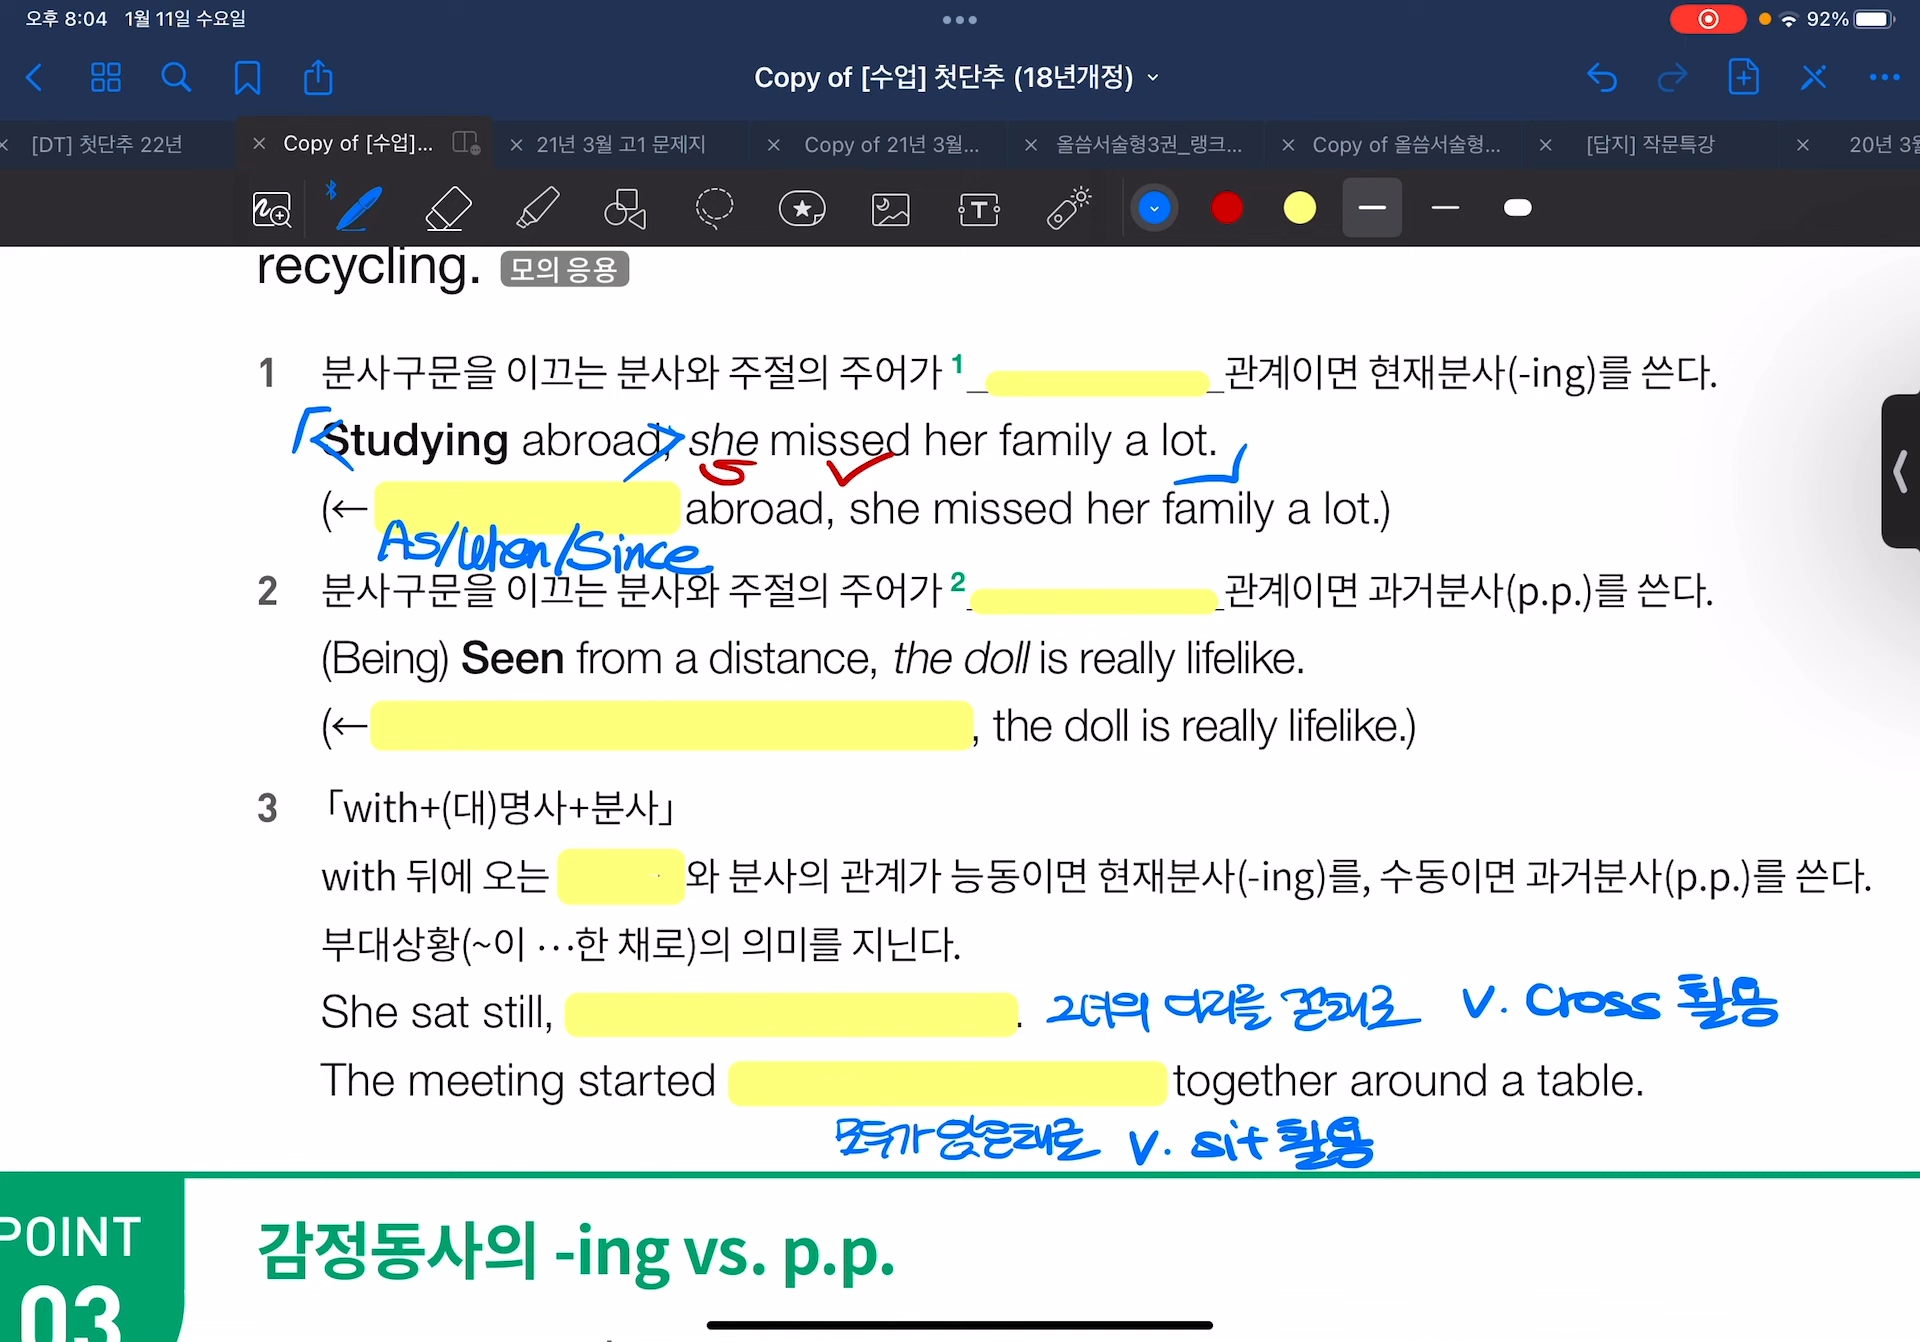 오후 8:04 1월 11일 수요일 92%
Copy of [수업] 첫단추 (18년개정)
[DT] 첫단추 22년 Copy of [수업]... 21년 3월 고1 문제지 Copy of 21년 3월... 올씀서술형3권_랭크... Copy of 올씀서술형... [답지] 작문특강 20년 3월
recycling. 모의 응용
1 분사구문을 이끄는 분사와 주절의 주어가 1 관계이면 현재분사(-ing)를 쓴다.
Studying abroad, she missed her family a lot.
S
(← abroad, she missed her family a lot.)
As/When/Since
2 분사구문을 이끄는 분사와 주절의 주어가 2 관계이면 과거분사(p.p.)를 쓴다.
(Being) Seen from a distance, the doll is really lifelike.
(← , the doll is really lifelike.)
3 「with+(대)명사+분사」
with 뒤에 오는 와 분사의 관계가 능동이면 현재분사(-ing)를, 수동이면 과거분사(p.p.)를 쓴다.
부대상황(~이 …한 채로)의 의미를 지닌다.
She sat still, . 그녀의 다리를 꼰채로 V. cross 활용
The meeting started together around a table.
모두가 앉은채로 V. sit 활용
POINT 03 감정동사의 -ing vs. p.p.